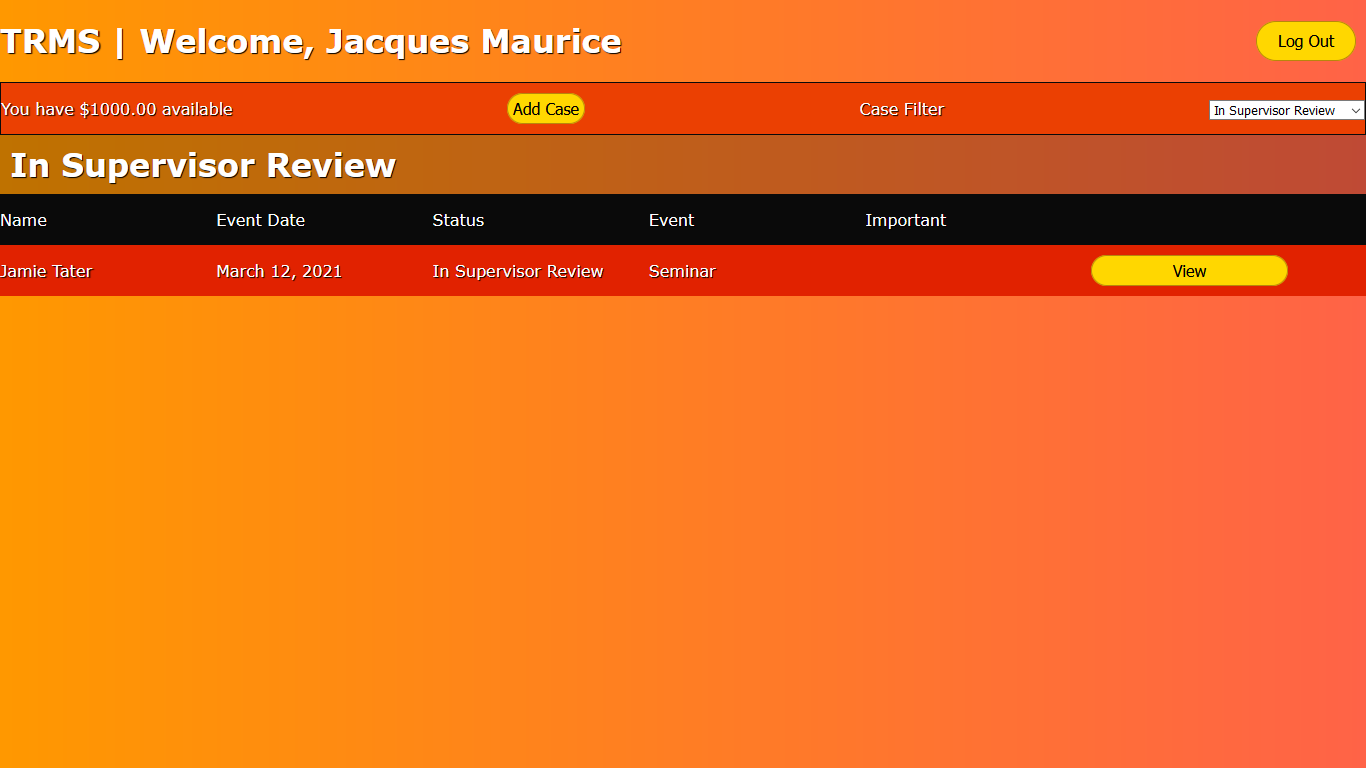 TRMS | Welcome, Jacques Maurice
Log Out
You have $1000.00 available
Add Case
Case Filter
In Supervisor Review
In Supervisor Review
Name Event Date Status Event Important
Jamie Tater March 12, 2021 In Supervisor Review Seminar View